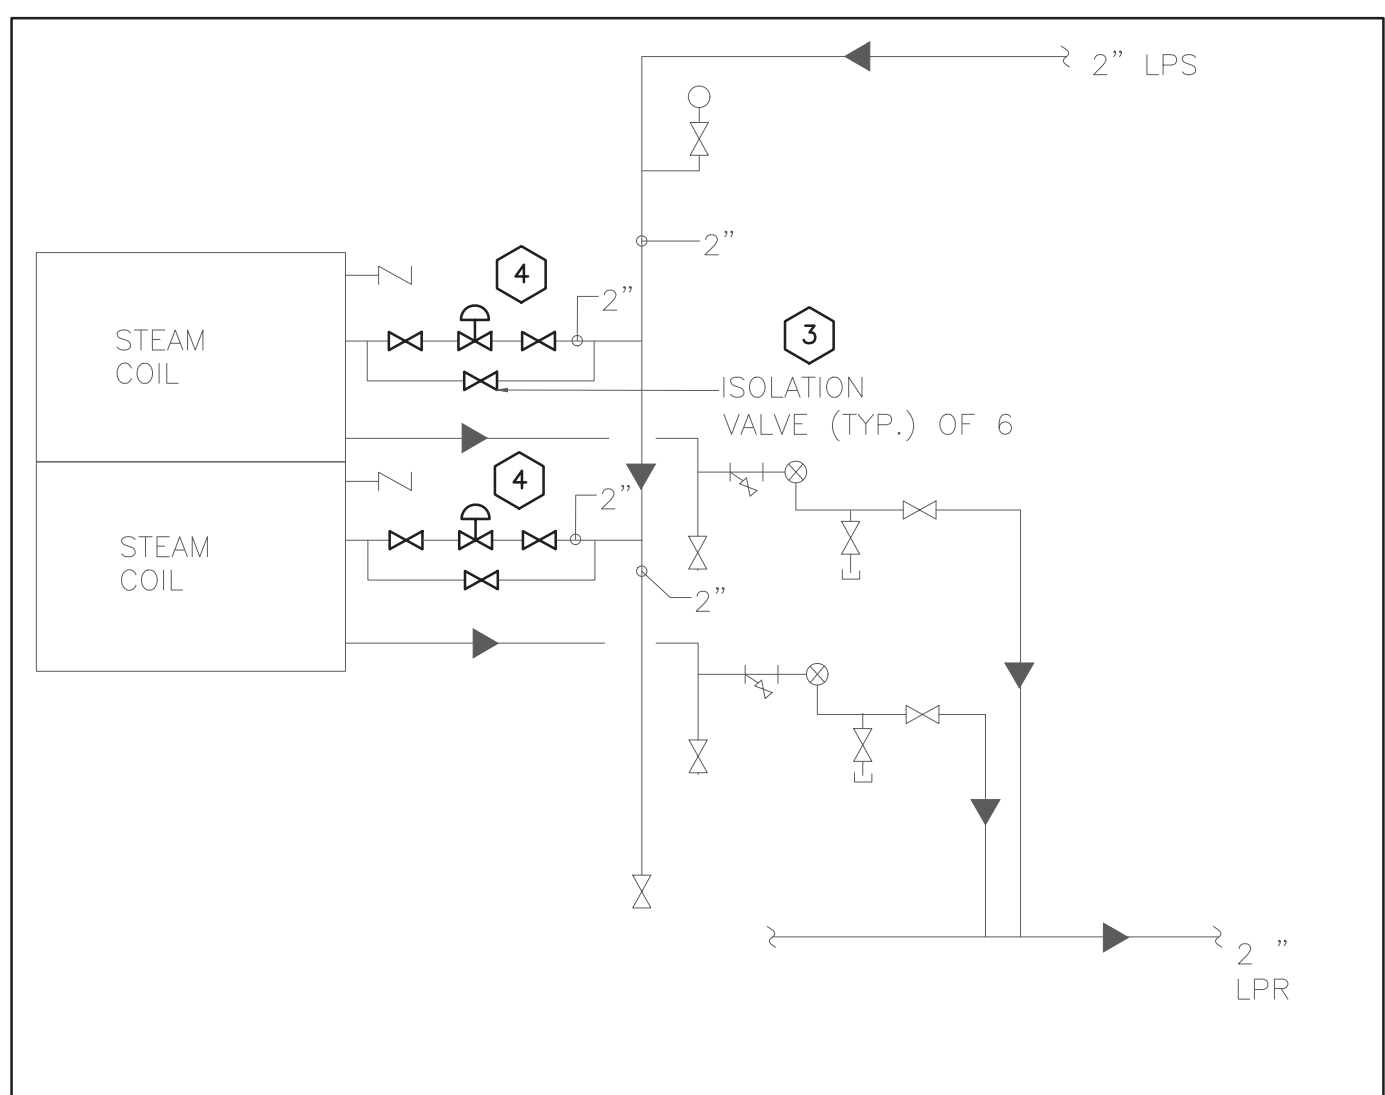 2" LPS
2"
4
2"
3
STEAM
COIL
ISOLATION
VALVE (TYP.) OF 6
4
2"
STEAM
COIL
2"
2 "
LPR